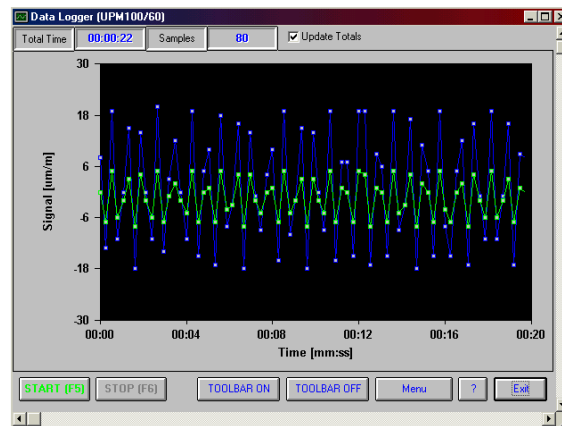 Data Logger (UPM100/60)
Total Time 00:00:22 Samples 80 Update Totals
30
18
6
-6
-18
-30
Signal [um/m]
00:00 00:04 00:08 00:12 00:16 00:20
Time [mm:ss]
START (F5) STOP (F6) TOOLBAR ON TOOLBAR OFF Menu ? Exit